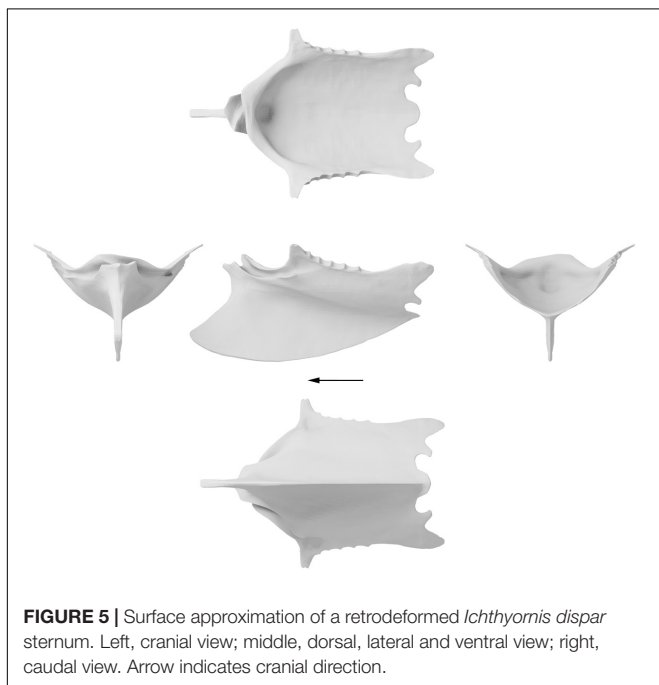 FIGURE 5 | Surface approximation of a retrodeformed Ichthyornis dispar
sternum. Left, cranial view; middle, dorsal, lateral and ventral view; right,
caudal view. Arrow indicates cranial direction.